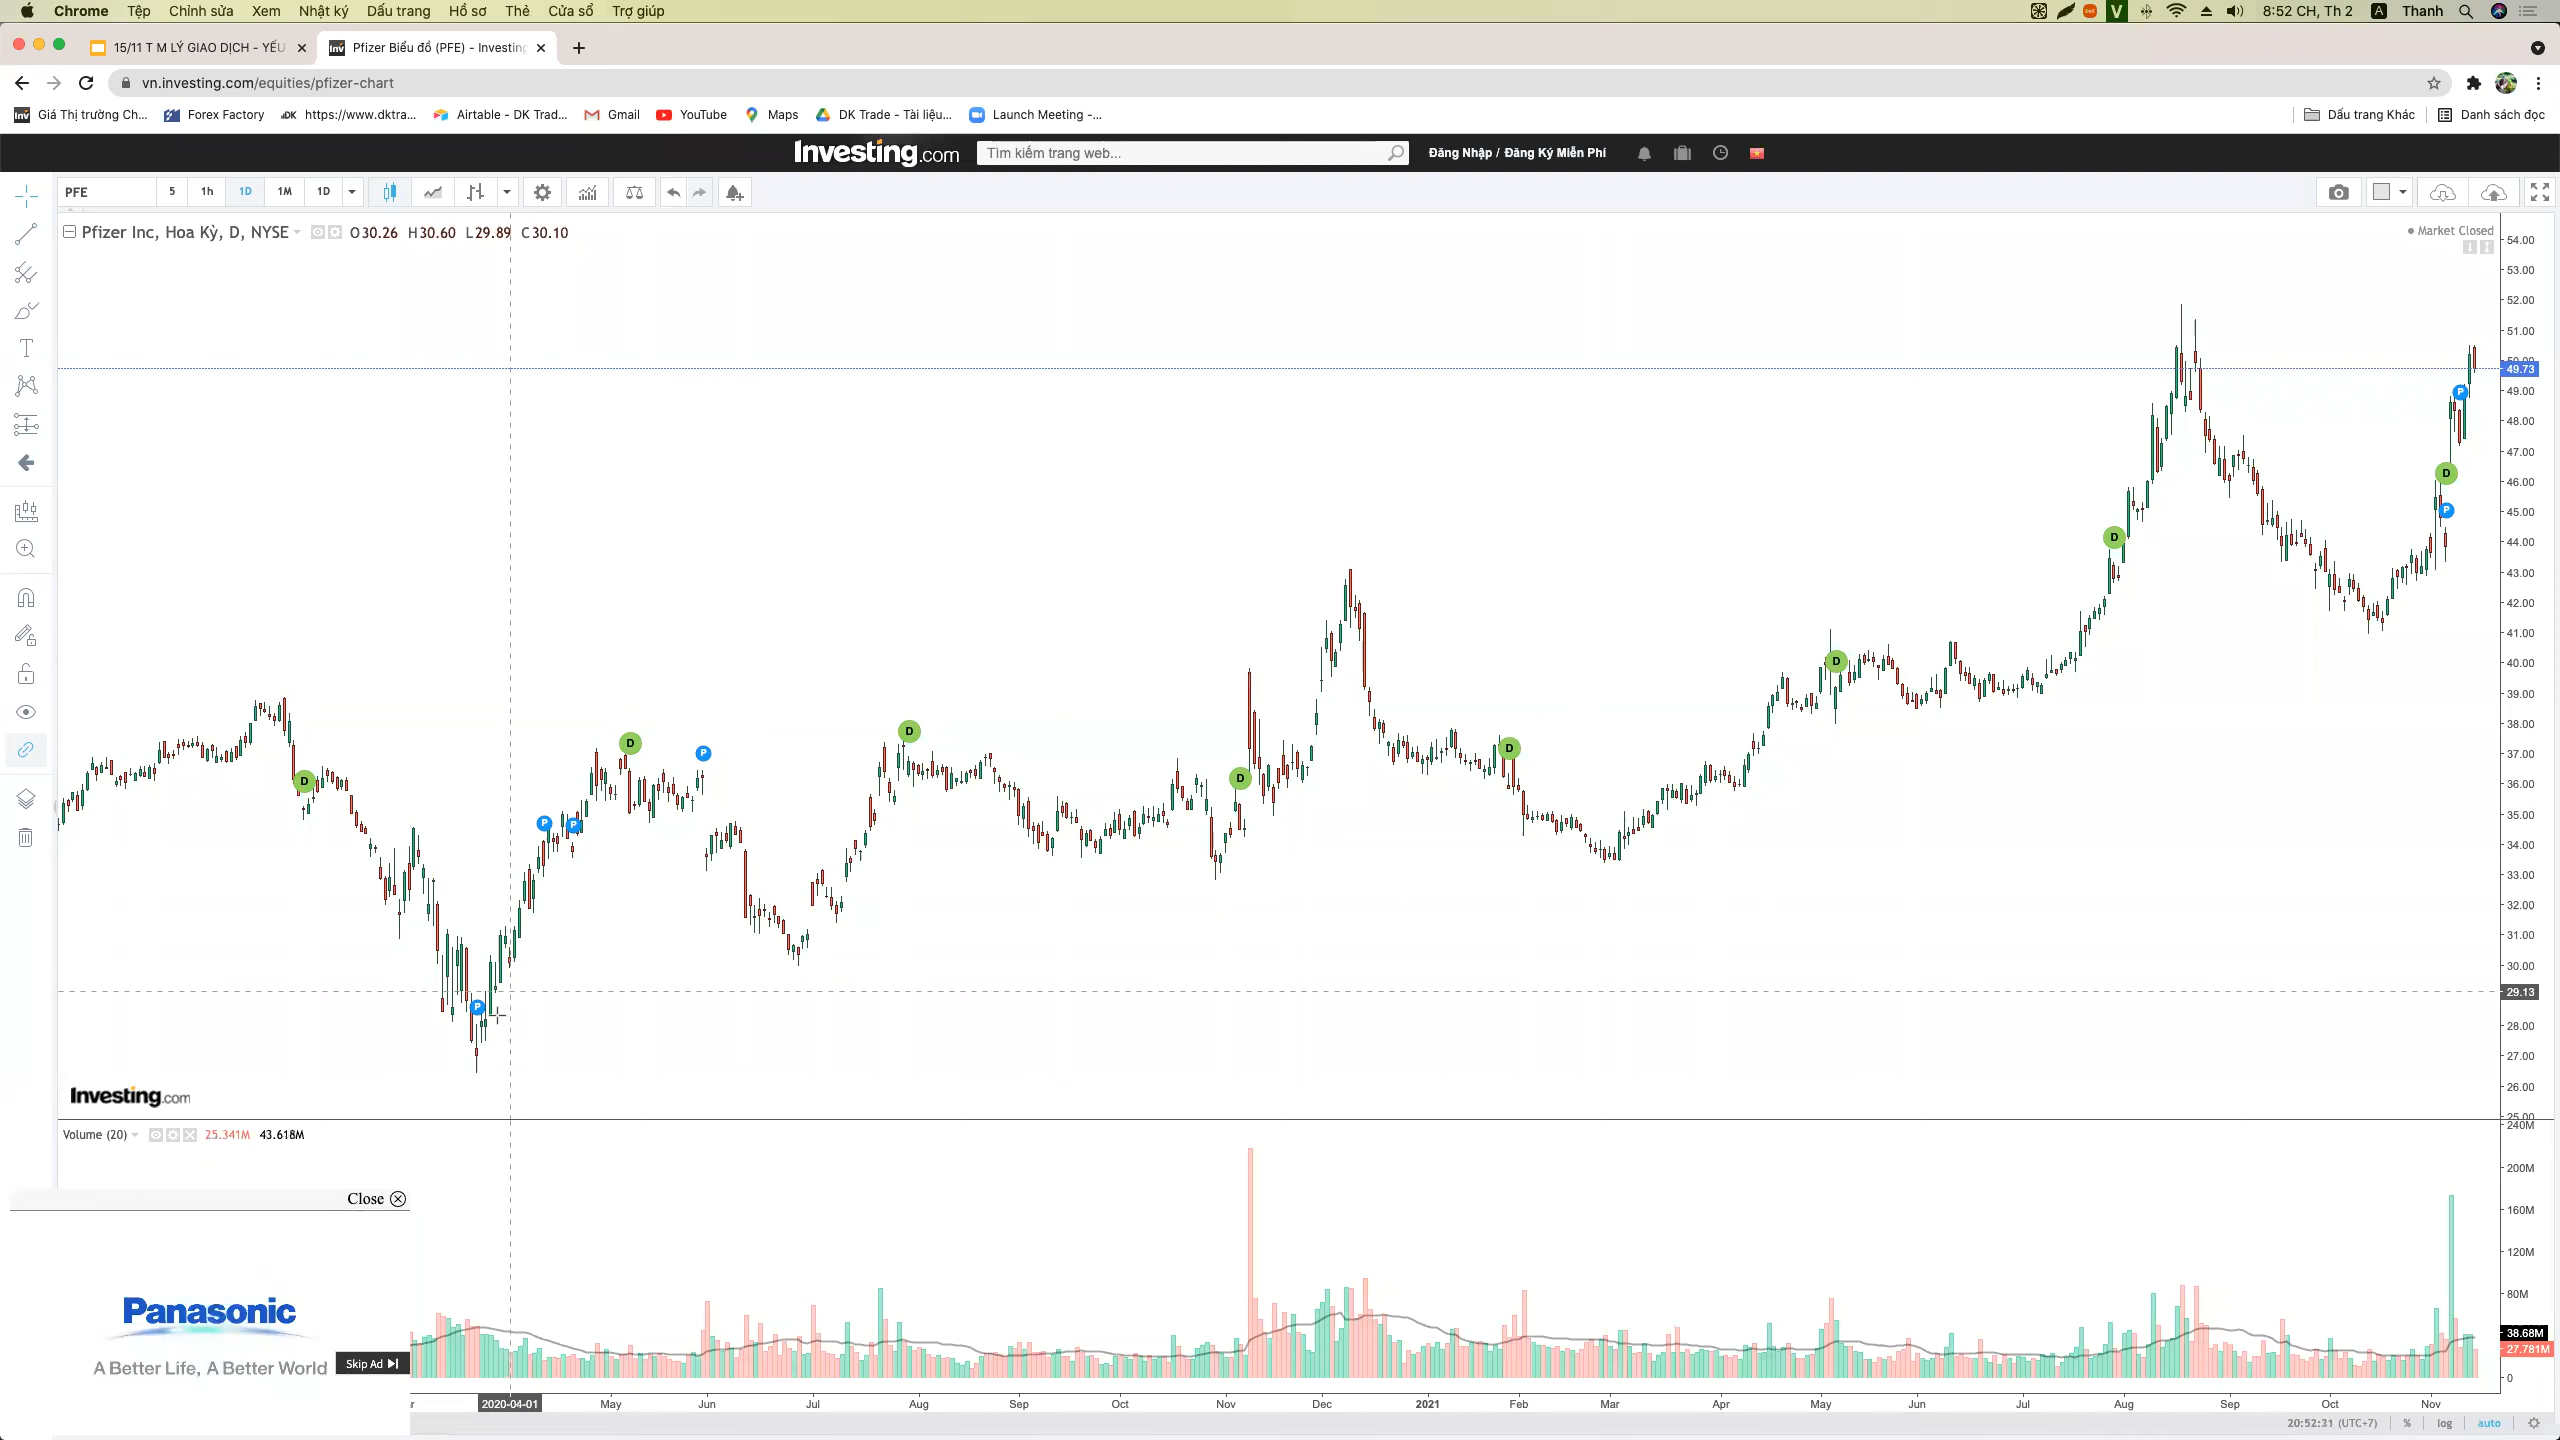 Chrome Tệp Chỉnh sửa Xem Nhật ký Dấu trang Hồ sơ Thẻ Cửa sổ Trợ giúp V 8:52 CH, Th 2 A Thanh
15/11 T M LÝ GIAO DỊCH - YẾU Pfizer Biểu đồ (PFE) - Investing
vn.investing.com/equities/pfizer-chart
Giá Thị trường Ch... Forex Factory https://www.dktra... Airtable - DK Trad... Gmail YouTube Maps DK Trade - Tài liệu... Launch Meeting -... Dấu trang Khác Danh sách đọc
Investing.com Tìm kiếm trang web... Đăng Nhập / Đăng Ký Miễn Phí
PFE 5 1h 1D 1M 1D
Pfizer Inc, Hoa Kỳ, D, NYSE O30.26 H30.60 L29.89 C30.10
Market Closed
54.00
53.00
52.00
51.00
50.00
49.73
49.00
48.00
47.00
46.00
45.00
44.00
43.00
42.00
41.00
40.00
39.00
38.00
37.00
36.00
35.00
34.00
33.00
32.00
31.00
30.00
29.13
28.00
27.00
26.00
25.00
D D P D D D D D D P P P P P
Investing.com
Volume (20) 25.341M 43.618M
240M
200M
160M
120M
80M
38.68M
27.781M
0
Close
Panasonic
A Better Life, A Better World
Skip Ad
2020-04-01 May Jun Jul Aug Sep Oct Nov Dec 2021 Feb Mar Apr May Jun Jul Aug Sep Oct Nov
20:52:31 (UTC+7) % log auto